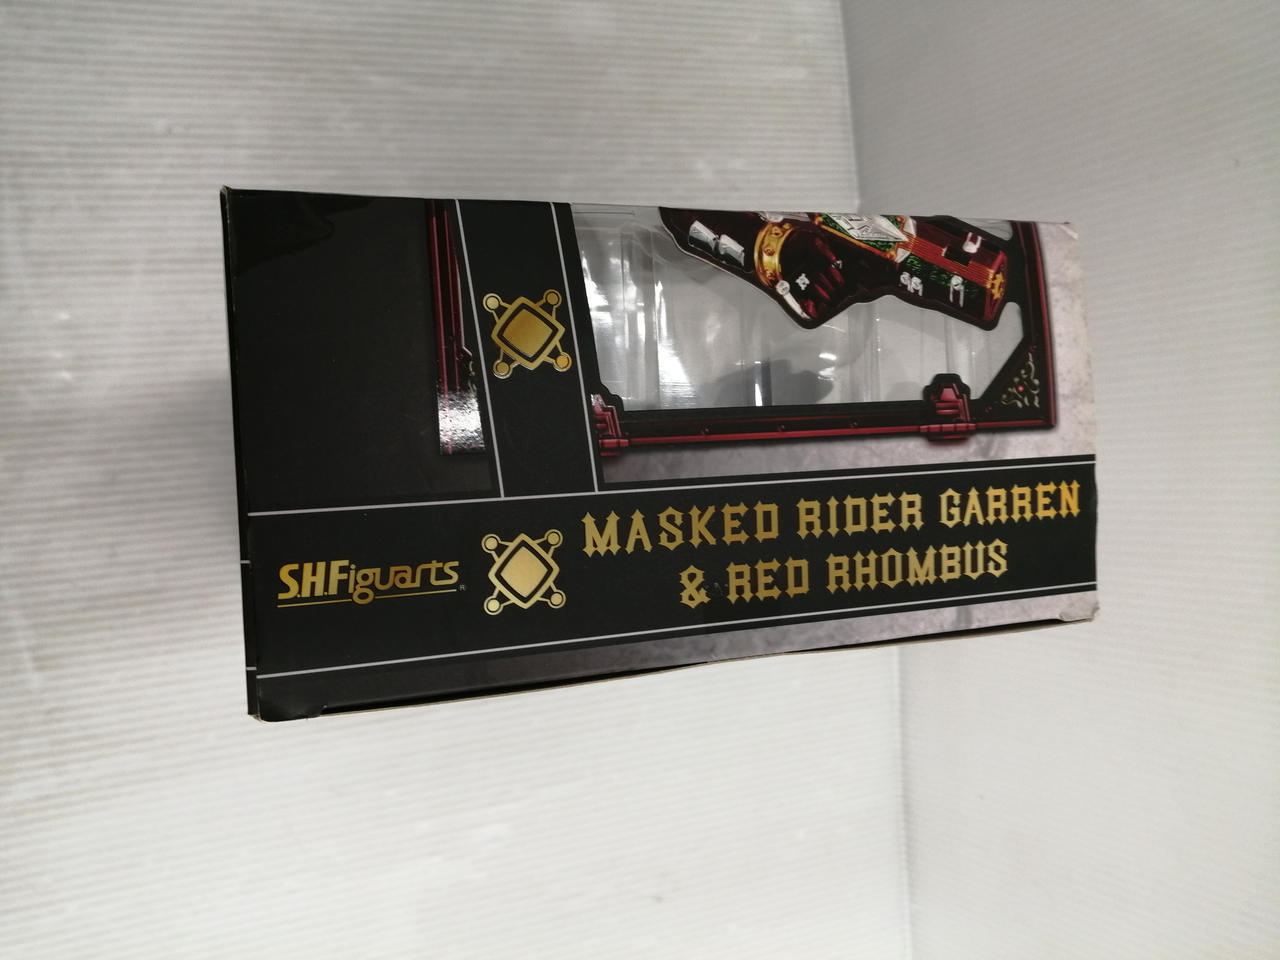 S.H.Figuarts®
MASKED RIDER GARREN
& RED RHOMBUS